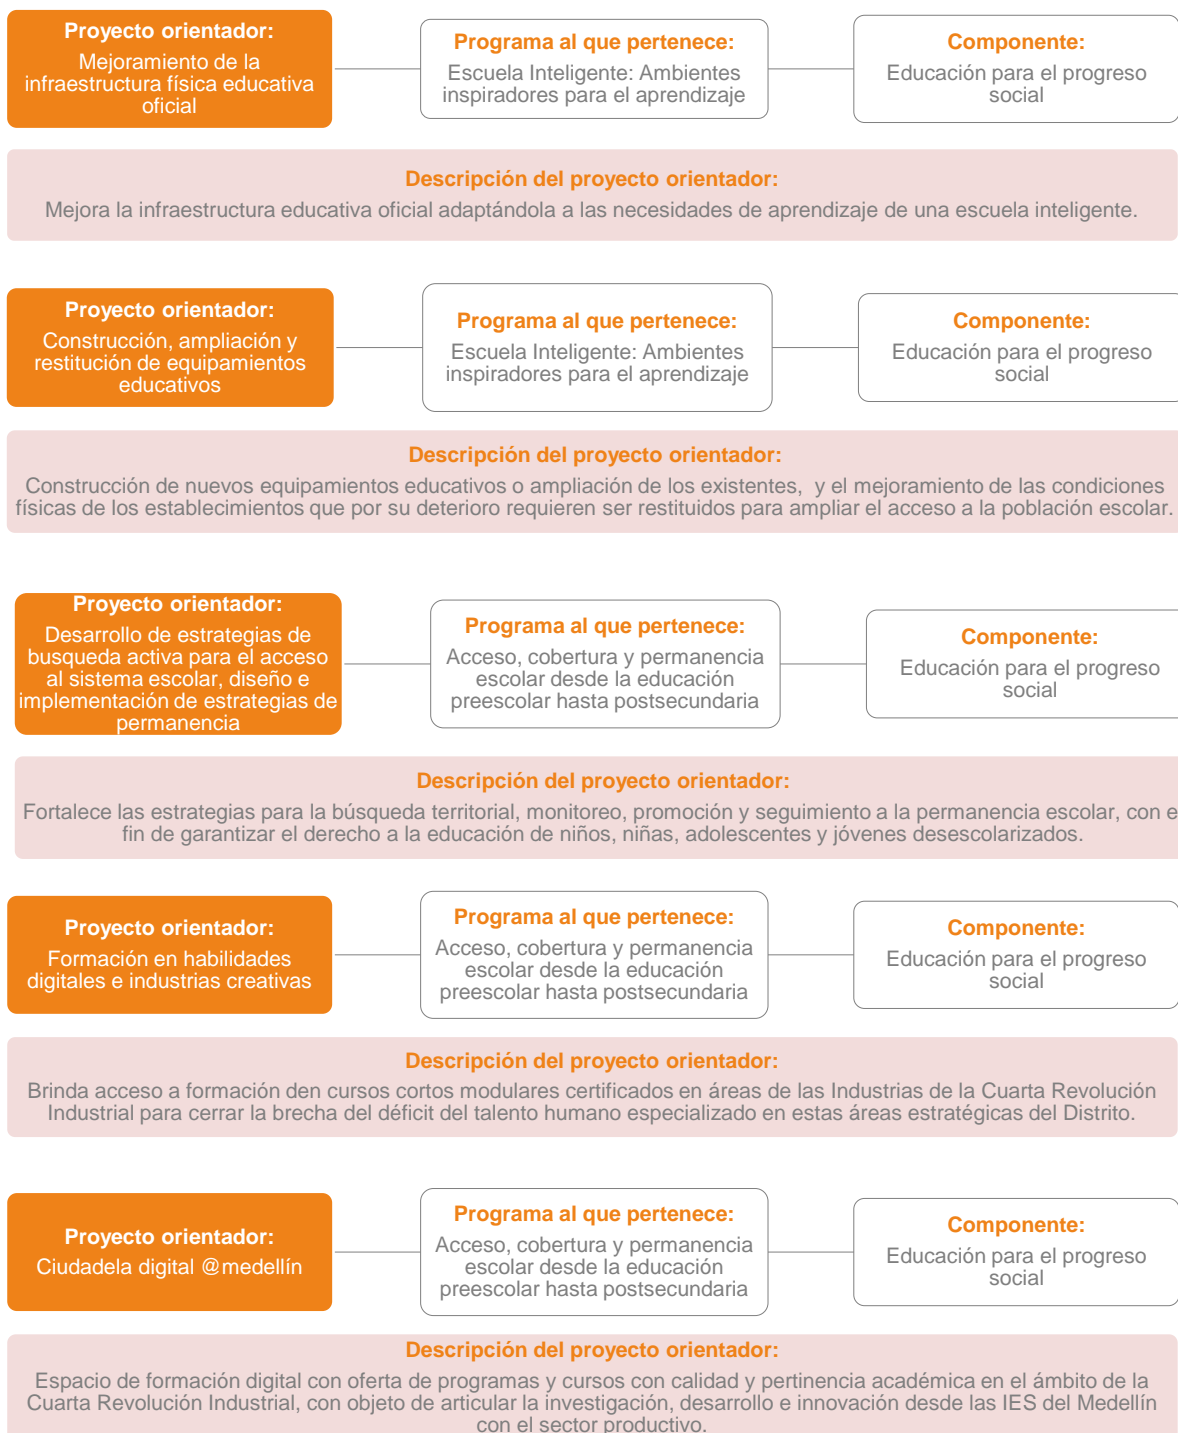 Proyecto orientador:
Mejoramiento de la
infraestructura física educativa
oficial
Programa al que pertenece:
Escuela Inteligente: Ambientes
inspiradores para el aprendizaje
Componente:
Educación para el progreso
social
Descripción del proyecto orientador:
Mejora la infraestructura educativa oficial adaptándola a las necesidades de aprendizaje de una escuela inteligente.
Proyecto orientador:
Construcción, ampliación y
restitución de equipamientos
educativos
Programa al que pertenece:
Escuela Inteligente: Ambientes
inspiradores para el aprendizaje
Componente:
Educación para el progreso
social
Descripción del proyecto orientador:
Construcción de nuevos equipamientos educativos o ampliación de los existentes, y el mejoramiento de las condiciones
físicas de los establecimientos que por su deterioro requieren ser restituidos para ampliar el acceso a la población escolar.
Proyecto orientador:
Desarrollo de estrategias de
busqueda activa para el acceso
al sistema escolar, diseño e
implementación de estrategias de
permanencia
Programa al que pertenece:
Acceso, cobertura y permanencia
escolar desde la educación
preescolar hasta postsecundaria
Componente:
Educación para el progreso
social
Descripción del proyecto orientador:
Fortalece las estrategias para la búsqueda territorial, monitoreo, promoción y seguimiento a la permanencia escolar, con e
fin de garantizar el derecho a la educación de niños, niñas, adolescentes y jóvenes desescolarizados.
Proyecto orientador:
Formación en habilidades
digitales e industrias creativas
Programa al que pertenece:
Acceso, cobertura y permanencia
escolar desde la educación
preescolar hasta postsecundaria
Componente:
Educación para el progreso
social
Descripción del proyecto orientador:
Brinda acceso a formación den cursos cortos modulares certificados en áreas de las Industrias de la Cuarta Revolución
Industrial para cerrar la brecha del déficit del talento humano especializado en estas áreas estratégicas del Distrito.
Proyecto orientador:
Ciudadela digital @medellín
Programa al que pertenece:
Acceso, cobertura y permanencia
escolar desde la educación
preescolar hasta postsecundaria
Componente:
Educación para el progreso
social
Descripción del proyecto orientador:
Espacio de formación digital con oferta de programas y cursos con calidad y pertinencia académica en el ámbito de la
Cuarta Revolución Industrial, con objeto de articular la investigación, desarrollo e innovación desde las IES del Medellín
con el sector productivo.